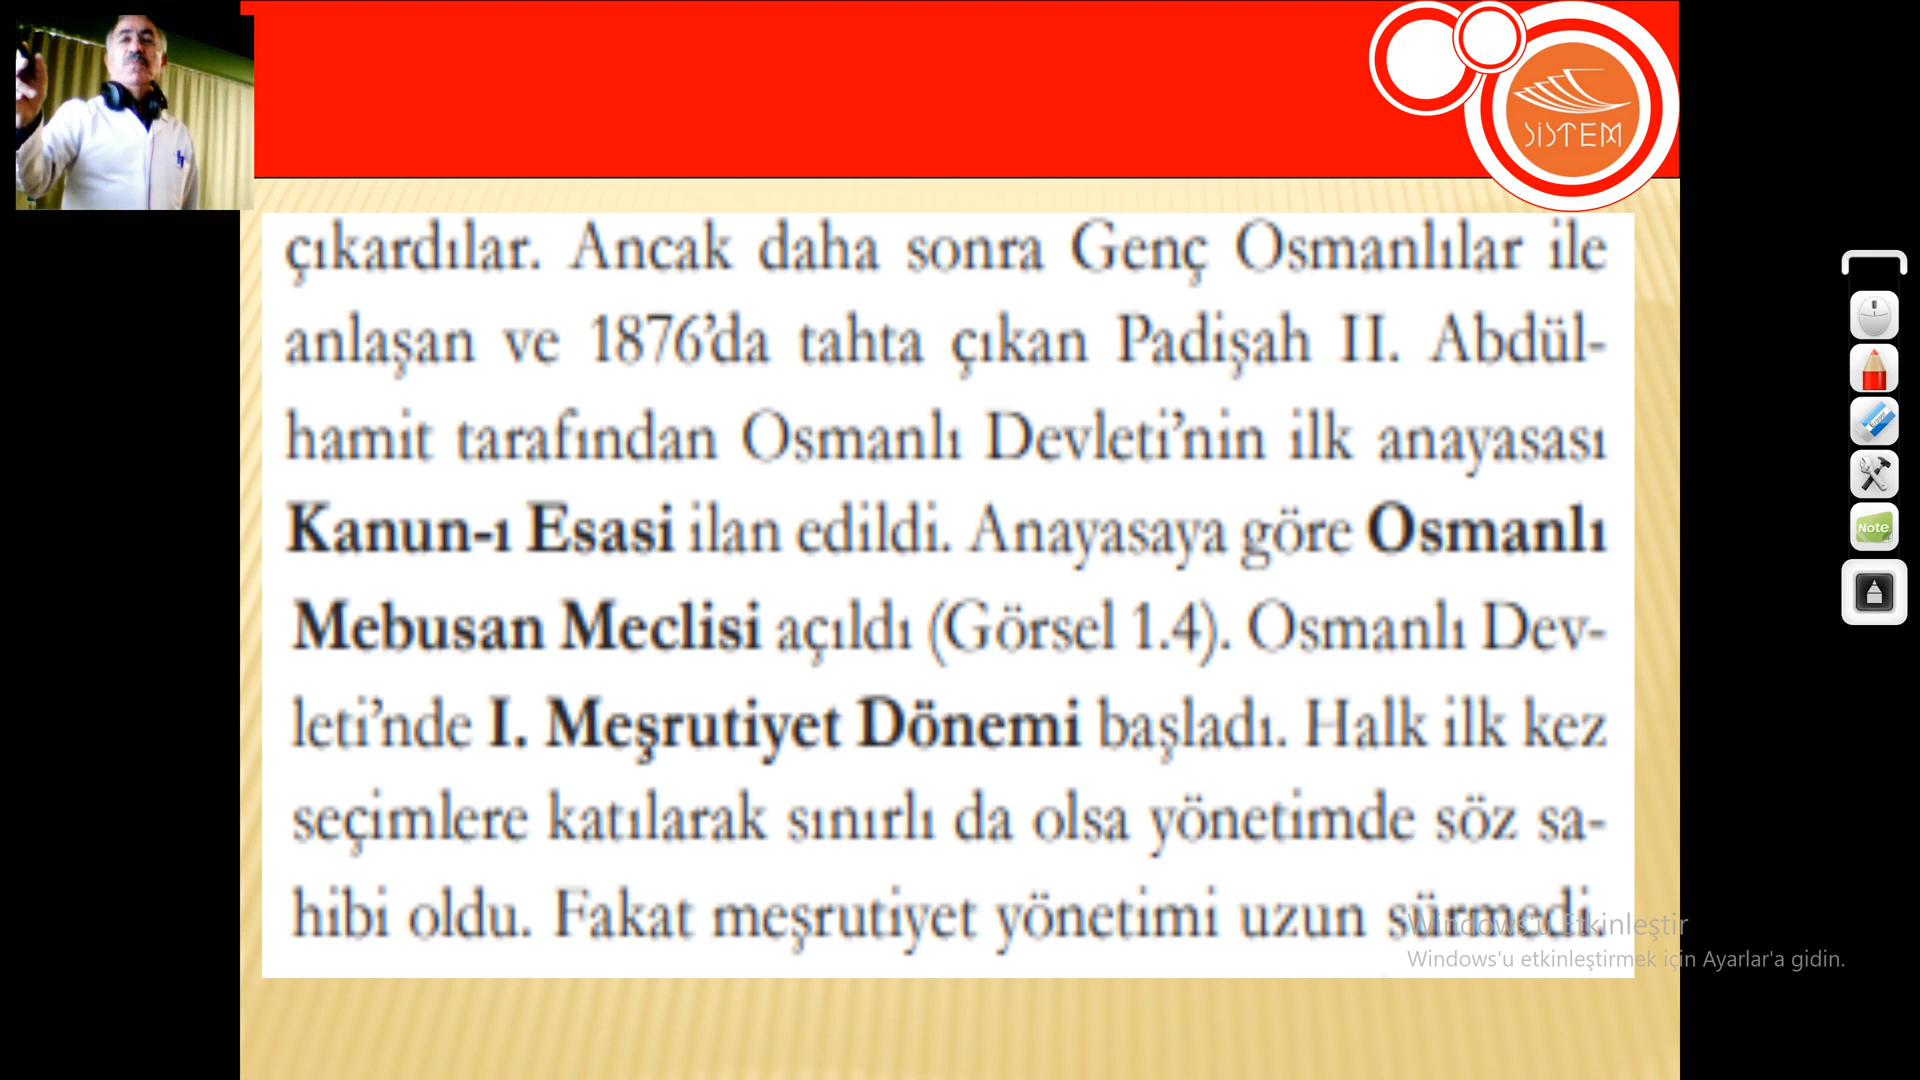 SİSTEM
çıkardılar. Ancak daha sonra Genç Osmanlılar ile
anlaşan ve 1876’da tahta çıkan Padişah II. Abdül-
hamit tarafından Osmanlı Devleti’nin ilk anayasası
Kanun-ı Esasi ilan edildi. Anayasaya göre Osmanlı
Mebusan Meclisi açıldı (Görsel 1.4). Osmanlı Dev-
leti’nde I. Meşrutiyet Dönemi başladı. Halk ilk kez
seçimlere katılarak sınırlı da olsa yönetimde söz sa-
hibi oldu. Fakat meşrutiyet yönetimi uzun sürmedi.
Windows'u Etkinleştir
Windows'u etkinleştirmek için Ayarlar'a gidin.
Note